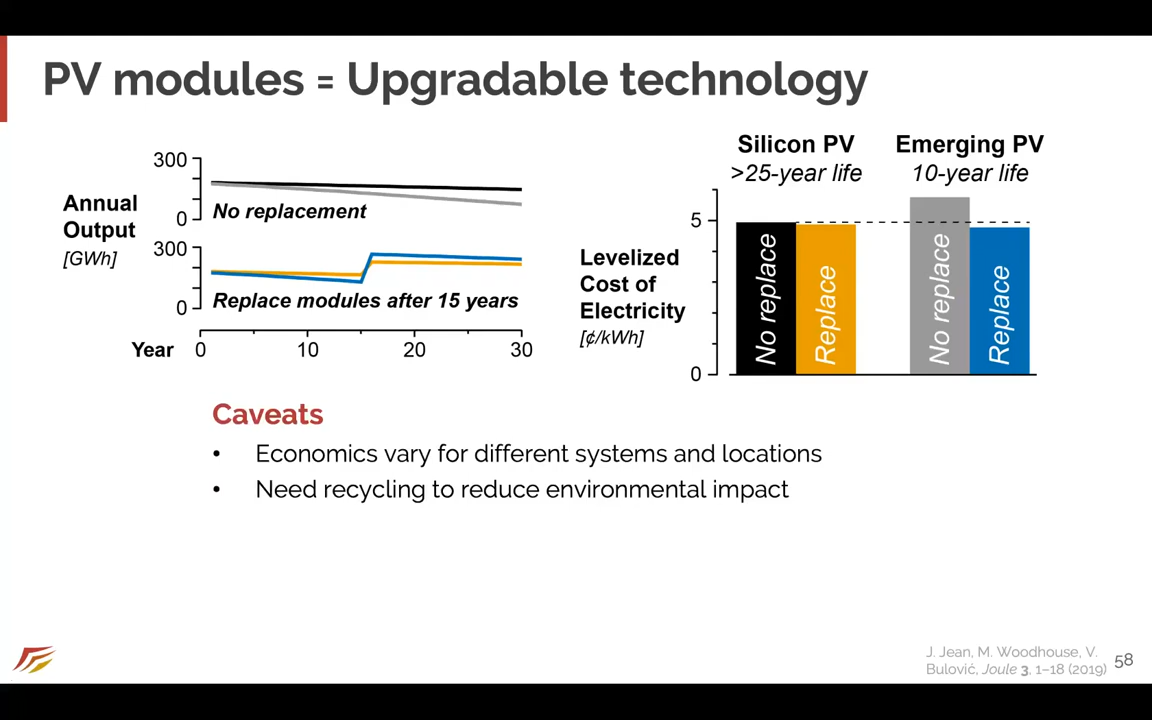 PV modules = Upgradable technology
300
Annual
Output
[GWh]
0
No replacement
300
0
Replace modules after 15 years
Year
0
10
20
30
Silicon PV
>25-year life
Emerging PV
10-year life
Levelized
Cost of
Electricity
[¢/kWh]
5
0
No replace
Replace
No replace
Replace
Caveats
• Economics vary for different systems and locations
• Need recycling to reduce environmental impact
J. Jean, M. Woodhouse, V.
Bulović, Joule 3, 1–18 (2019)
58